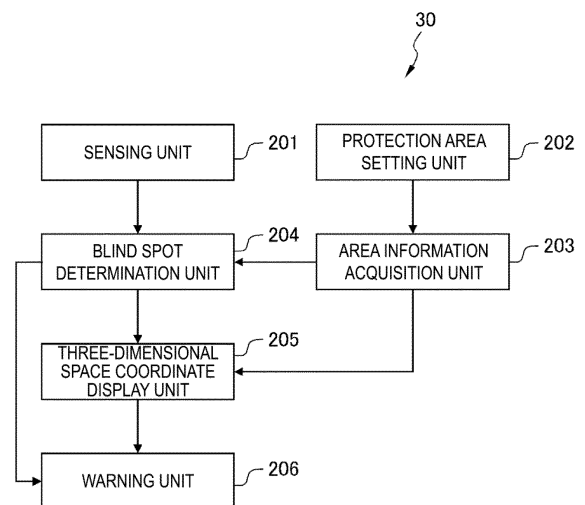 30
SENSING UNIT
201
PROTECTION AREA
SETTING UNIT
202
BLIND SPOT
DETERMINATION UNIT
204
AREA INFORMATION
ACQUISITION UNIT
203
THREE-DIMENSIONAL
SPACE COORDINATE
DISPLAY UNIT
205
WARNING UNIT
206